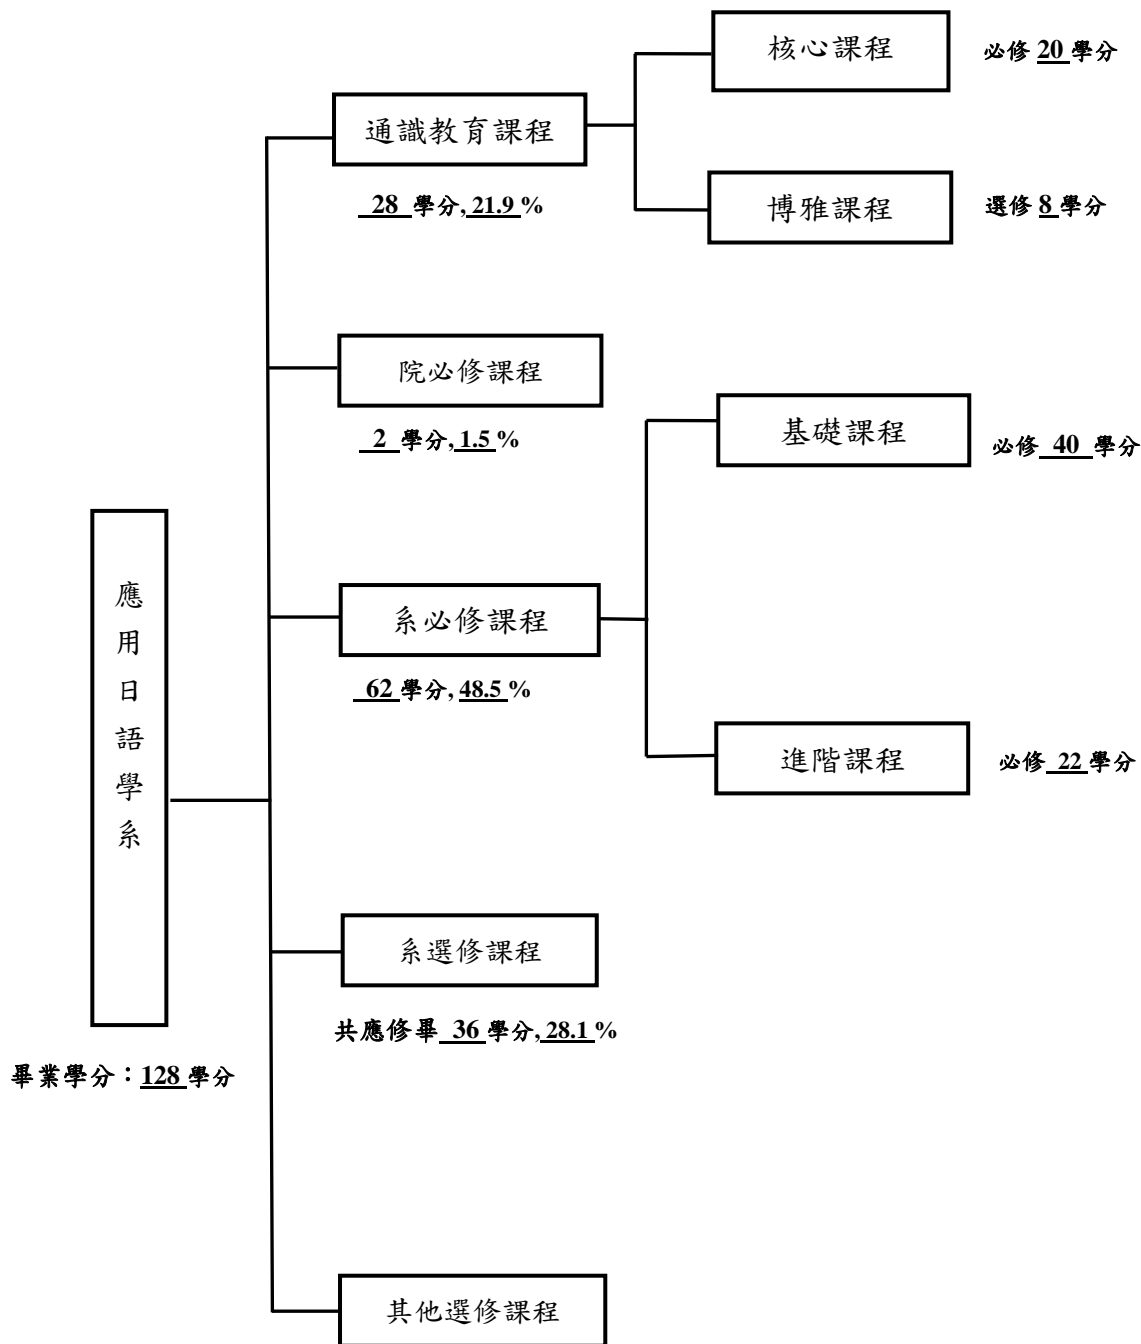 核心課程
必修 20 學分
通識教育課程
28 學分, 21.9 %
博雅課程
選修 8 學分
院必修課程
2 學分, 1.5 %
基礎課程
必修 40 學分
應用日語學系
系必修課程
62 學分, 48.5 %
進階課程
必修 22 學分
系選修課程
共應修畢 36 學分, 28.1 %
畢業學分：128 學分
其他選修課程